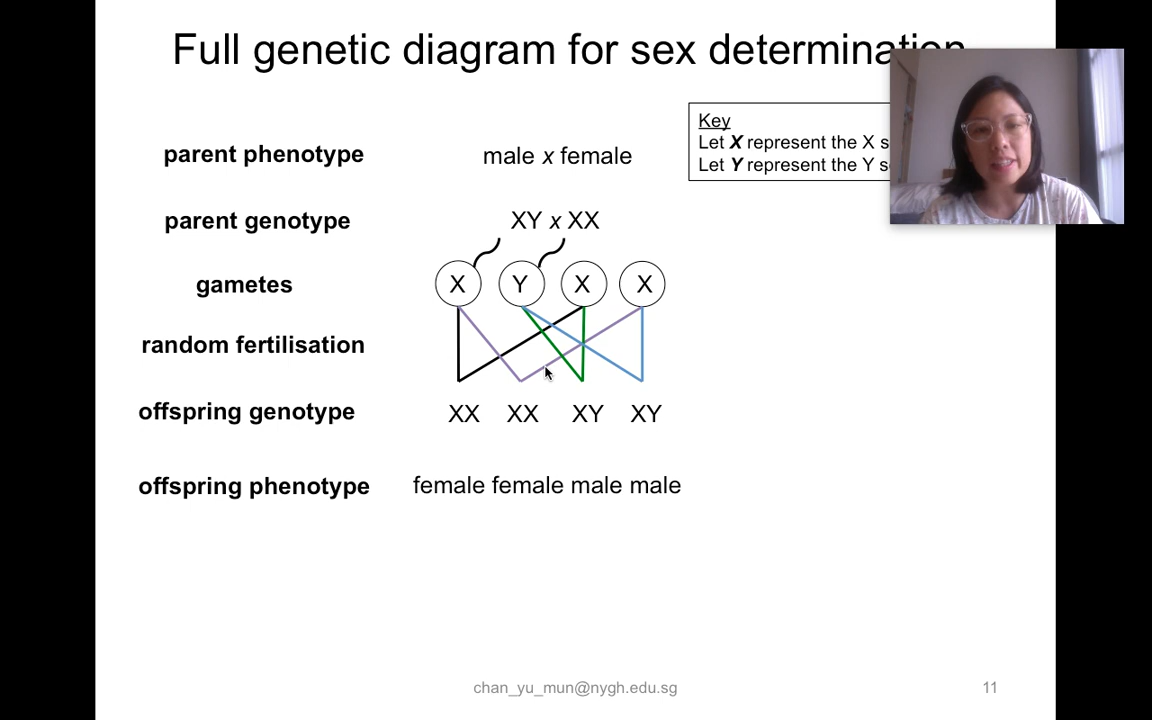 Full genetic diagram for sex determination
Key
Let X represent the X
Let Y represent the Y
parent phenotype male x female
parent genotype XY x XX
gametes X Y X X
random fertilisation
offspring genotype XX XX XY XY
offspring phenotype female female male male
chan_yu_mun@nygh.edu.sg 11